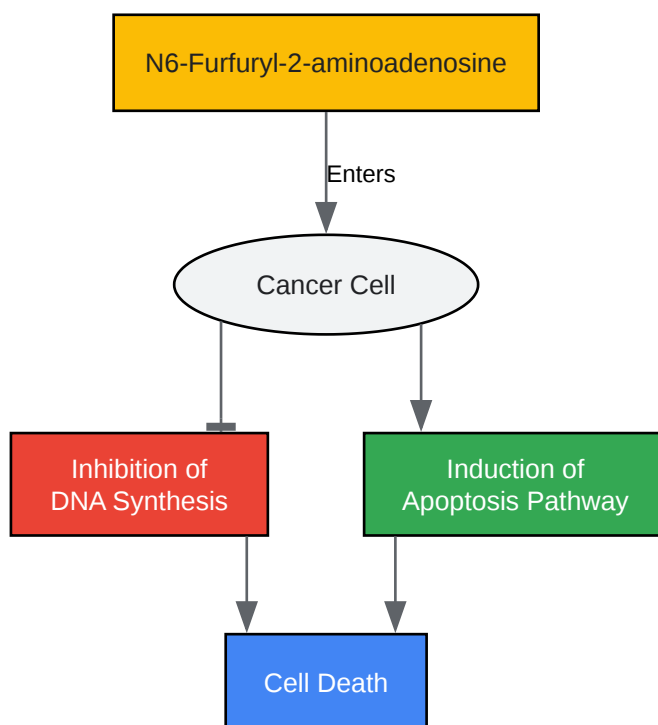 N6-Furfuryl-2-aminoadenosine
Enters
Cancer Cell
Inhibition of
DNA Synthesis
Induction of
Apoptosis Pathway
Cell Death